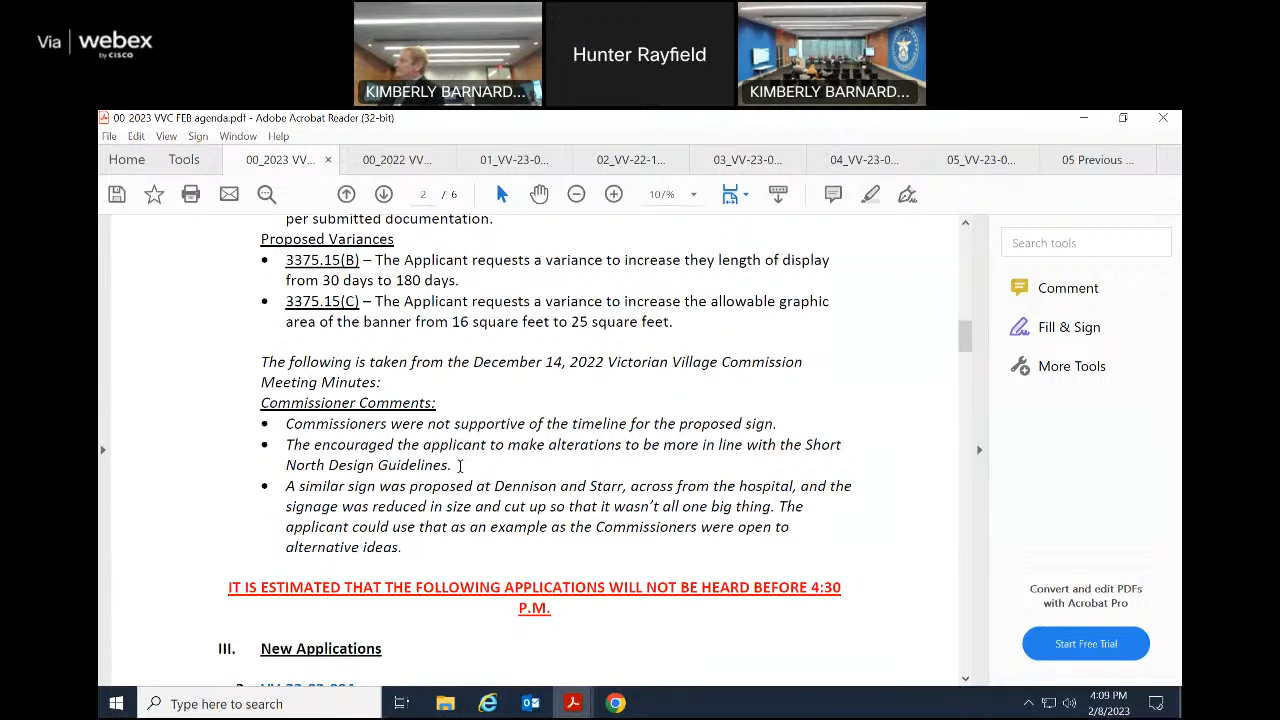 Via webex
by CISCO
KIMBERLY BARNARD...
Hunter Rayfield
KIMBERLY BARNARD...
00_2023 VVC FEB agenda.pdf - Adobe Acrobat Reader (32-bit)
File Edit View Sign Window Help
Home Tools 00_2023 VV... × 00_2022 VV... 01_VV-23-0... 02_VV-22-1... 03_VV-23-0... 04_VV-23-0... 05_VV-23-0... 05 Previous ...
2 / 6 107%
per submitted documentation.
Proposed Variances
• 3375.15(B) – The Applicant requests a variance to increase they length of display
from 30 days to 180 days.
• 3375.15(C) – The Applicant requests a variance to increase the allowable graphic
area of the banner from 16 square feet to 25 square feet.
The following is taken from the December 14, 2022 Victorian Village Commission
Meeting Minutes:
Commissioner Comments:
• Commissioners were not supportive of the timeline for the proposed sign.
• The encouraged the applicant to make alterations to be more in line with the Short
North Design Guidelines.
• A similar sign was proposed at Dennison and Starr, across from the hospital, and the
signage was reduced in size and cut up so that it wasn't all one big thing. The
applicant could use that as an example as the Commissioners were open to
alternative ideas.
IT IS ESTIMATED THAT THE FOLLOWING APPLICATIONS WILL NOT BE HEARD BEFORE 4:30
P.M.
III. New Applications
Search tools
Comment
Fill & Sign
More Tools
Convert and edit PDFs
with Acrobat Pro
Start Free Trial
Type here to search
4:09 PM
2/8/2023